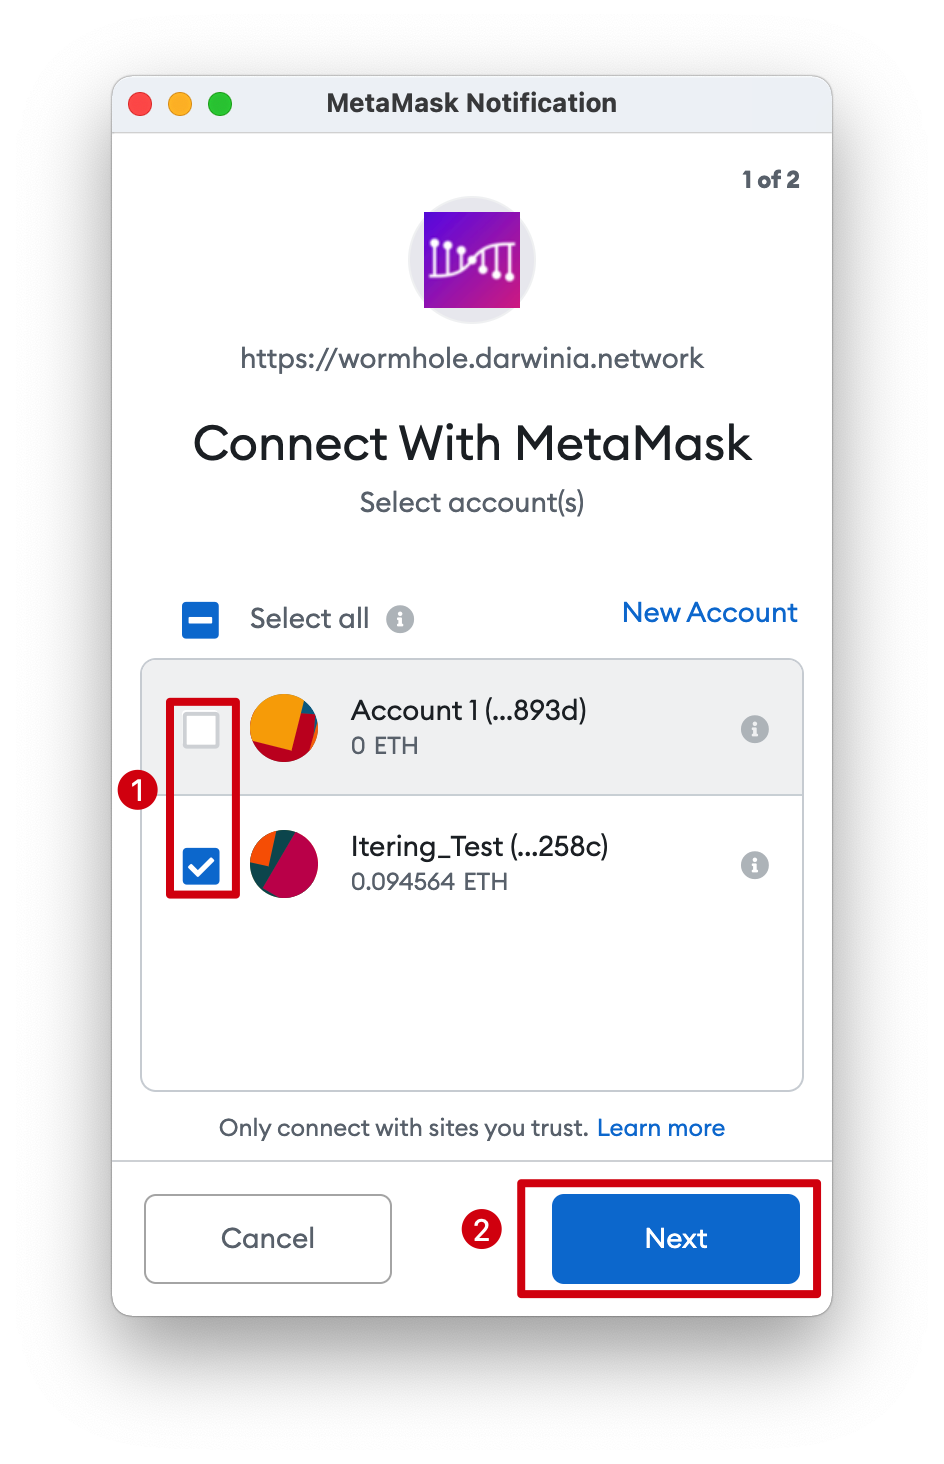 MetaMask Notification
1 of 2
https://wormhole.darwinia.network
Connect With MetaMask
Select account(s)
Select all
New Account
Account 1 (...893d)
0 ETH
1
Itering_Test (...258c)
0.094564 ETH
Only connect with sites you trust. Learn more
Cancel
2
Next